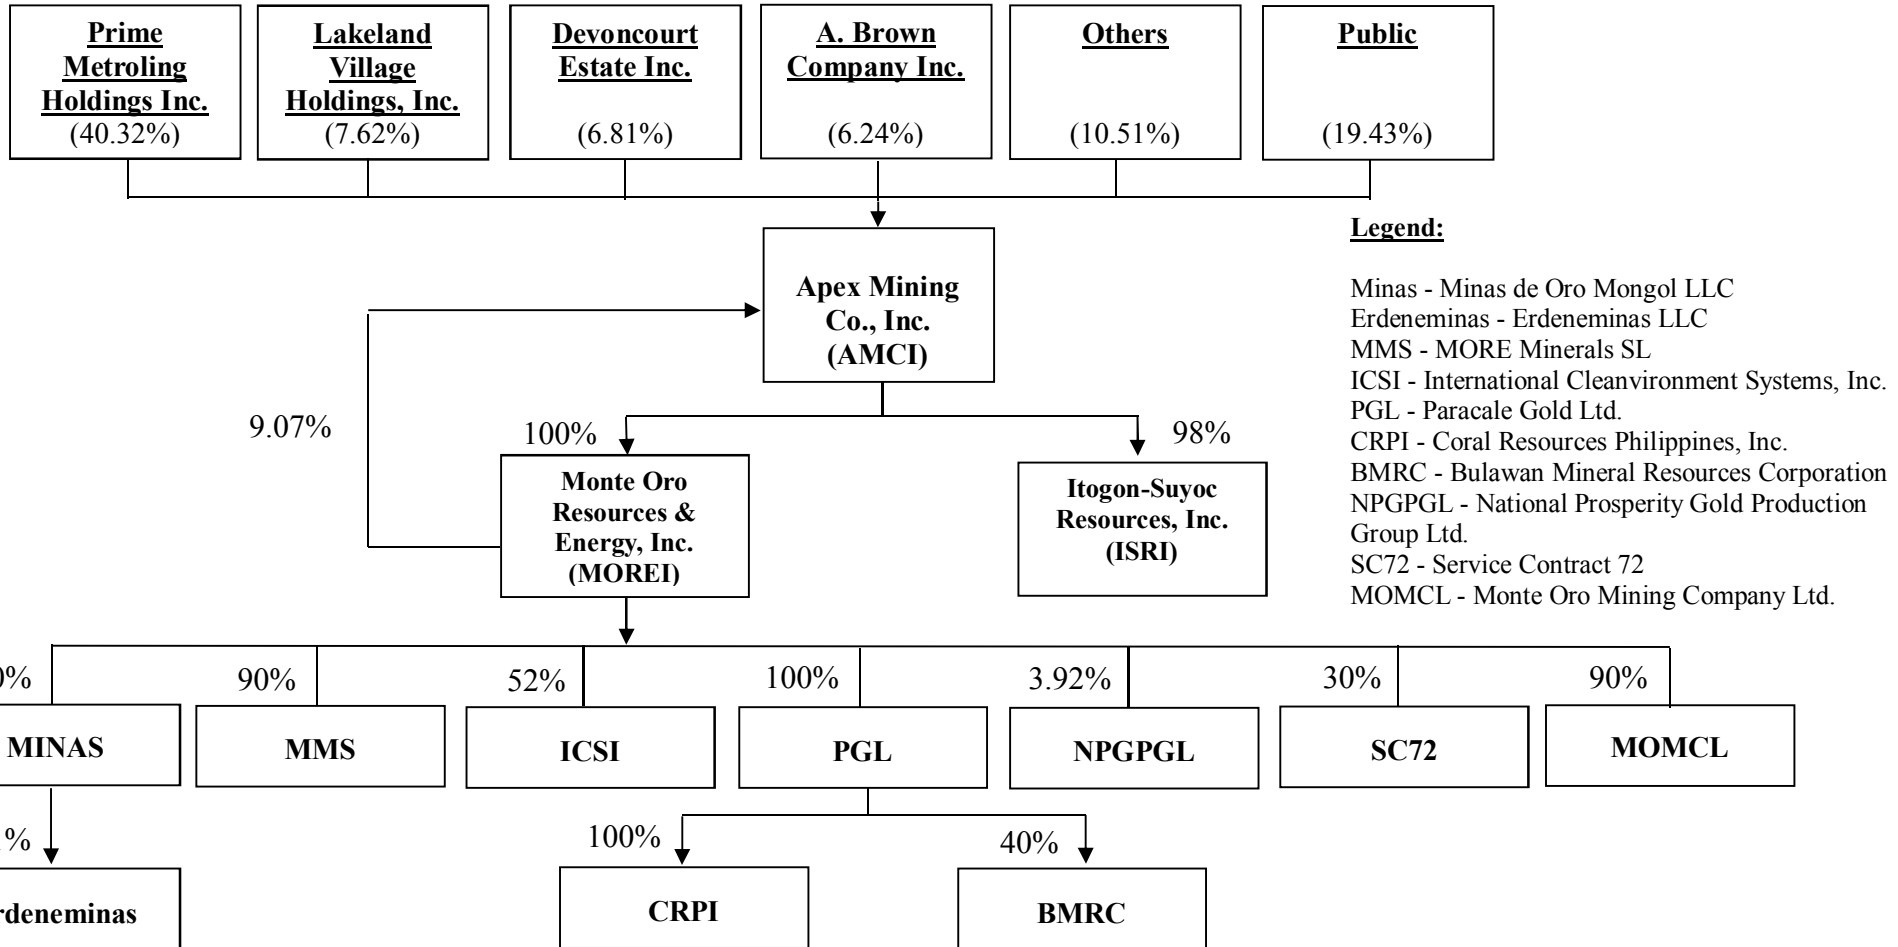 Prime
Metroling
Holdings Inc.
(40.32%)
Lakeland
Village
Holdings, Inc.
(7.62%)
Devoncourt
Estate Inc.
(6.81%)
A. Brown
Company Inc.
(6.24%)
Others
(10.51%)
Public
(19.43%)
Legend:
Minas - Minas de Oro Mongol LLC
Erdeneminas - Erdeneminas LLC
MMS - MORE Minerals SL
ICSI - International Cleanvironment Systems, Inc.
PGL - Paracale Gold Ltd.
CRPI - Coral Resources Philippines, Inc.
BMRC - Bulawan Mineral Resources Corporation
NPGPGL - National Prosperity Gold Production
Group Ltd.
SC72 - Service Contract 72
MOMCL - Monte Oro Mining Company Ltd.
Apex Mining
Co., Inc.
(AMCI)
9.07%
100%
98%
Monte Oro
Resources &
Energy, Inc.
(MOREI)
Itogon-Suyoc
Resources, Inc.
(ISRI)
90%
52%
100%
3.92%
30%
90%
MINAS
MMS
ICSI
PGL
NPGPGL
SC72
MOMCL
100%
40%
rdeneminas
CRPI
BMRC